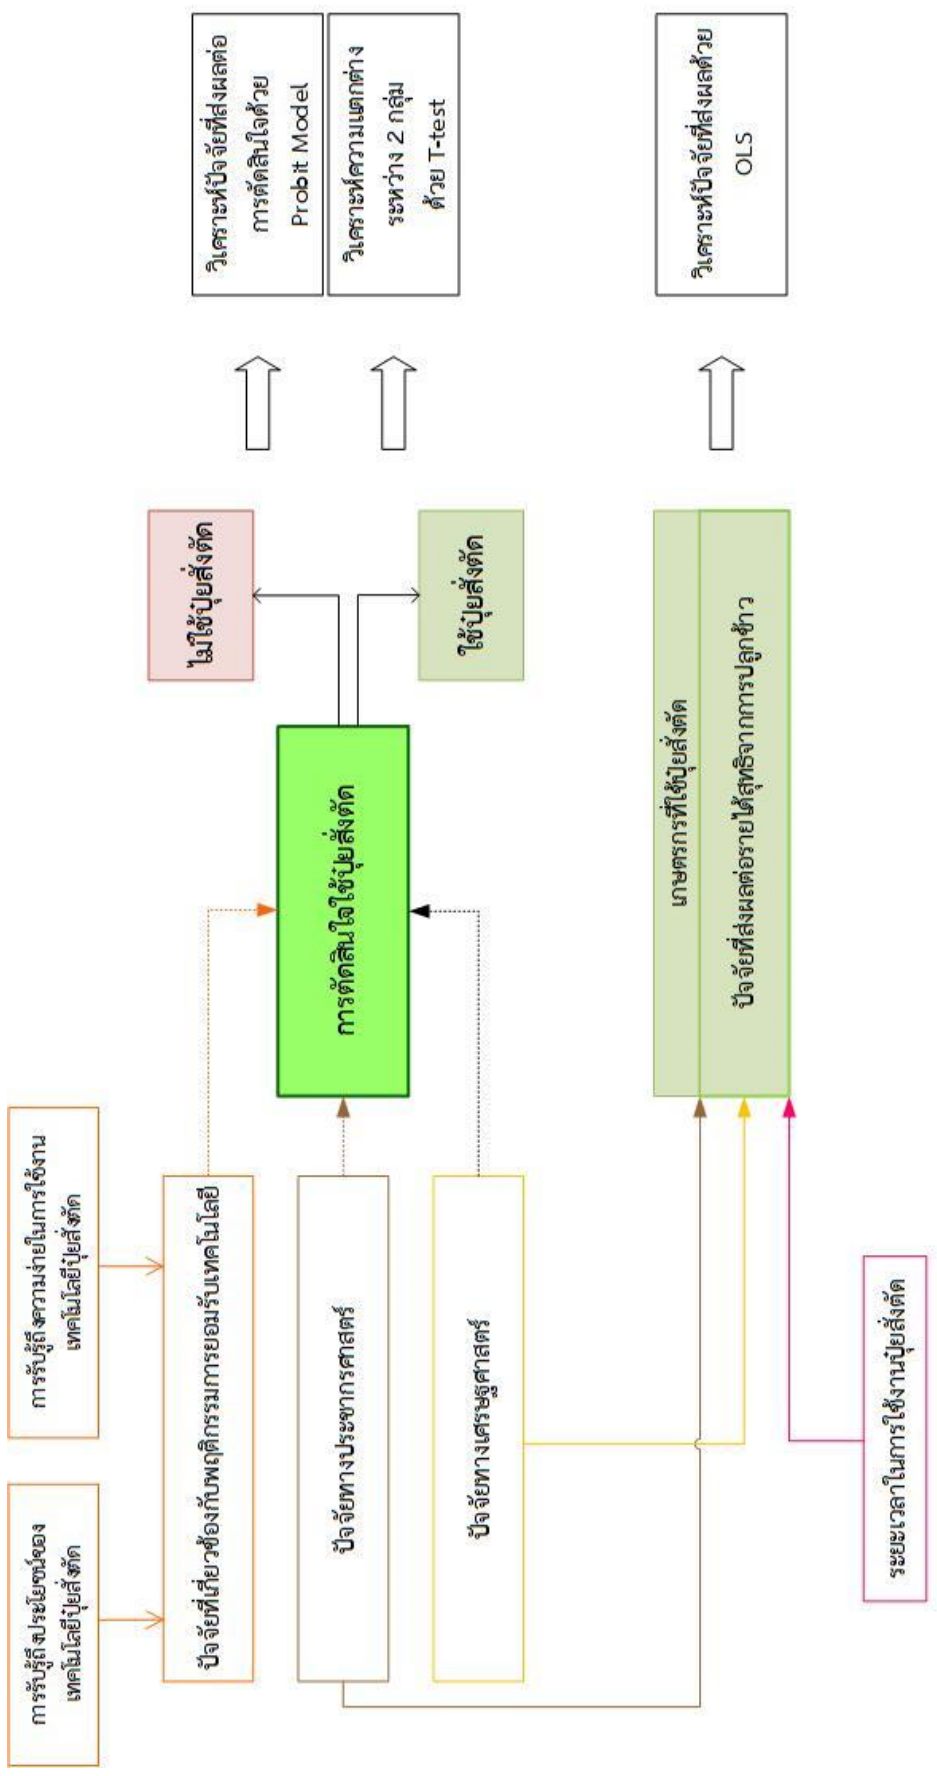 การรับรู้ถึงประโยชน์ของ
เทคโนโลยีปุ๋ยสั่งตัด
การรับรู้ถึงความง่ายในการใช้งาน
เทคโนโลยีปุ๋ยสั่งตัด
ปัจจัยที่เกี่ยวข้องกับพฤติกรรมการยอมรับเทคโนโลยี
ปัจจัยทางประชากรศาสตร์
ปัจจัยทางเศรษฐศาสตร์
การตัดสินใจใช้ปุ๋ยสั่งตัด
ไม่ใช้ปุ๋ยสั่งตัด
ใช้ปุ๋ยสั่งตัด
วิเคราะห์ปัจจัยที่ส่งผลต่อ
การตัดสินใจด้วย
Probit Model
วิเคราะห์ความแตกต่าง
ระหว่าง 2 กลุ่ม
ด้วย T-test
เกษตรกรที่ใช้ปุ๋ยสั่งตัด
ปัจจัยที่ส่งผลต่อรายได้สุทธิจากการปลูกข้าว
วิเคราะห์ปัจจัยที่ส่งผลด้วย
OLS
ระยะเวลาในการใช้งานปุ๋ยสั่งตัด